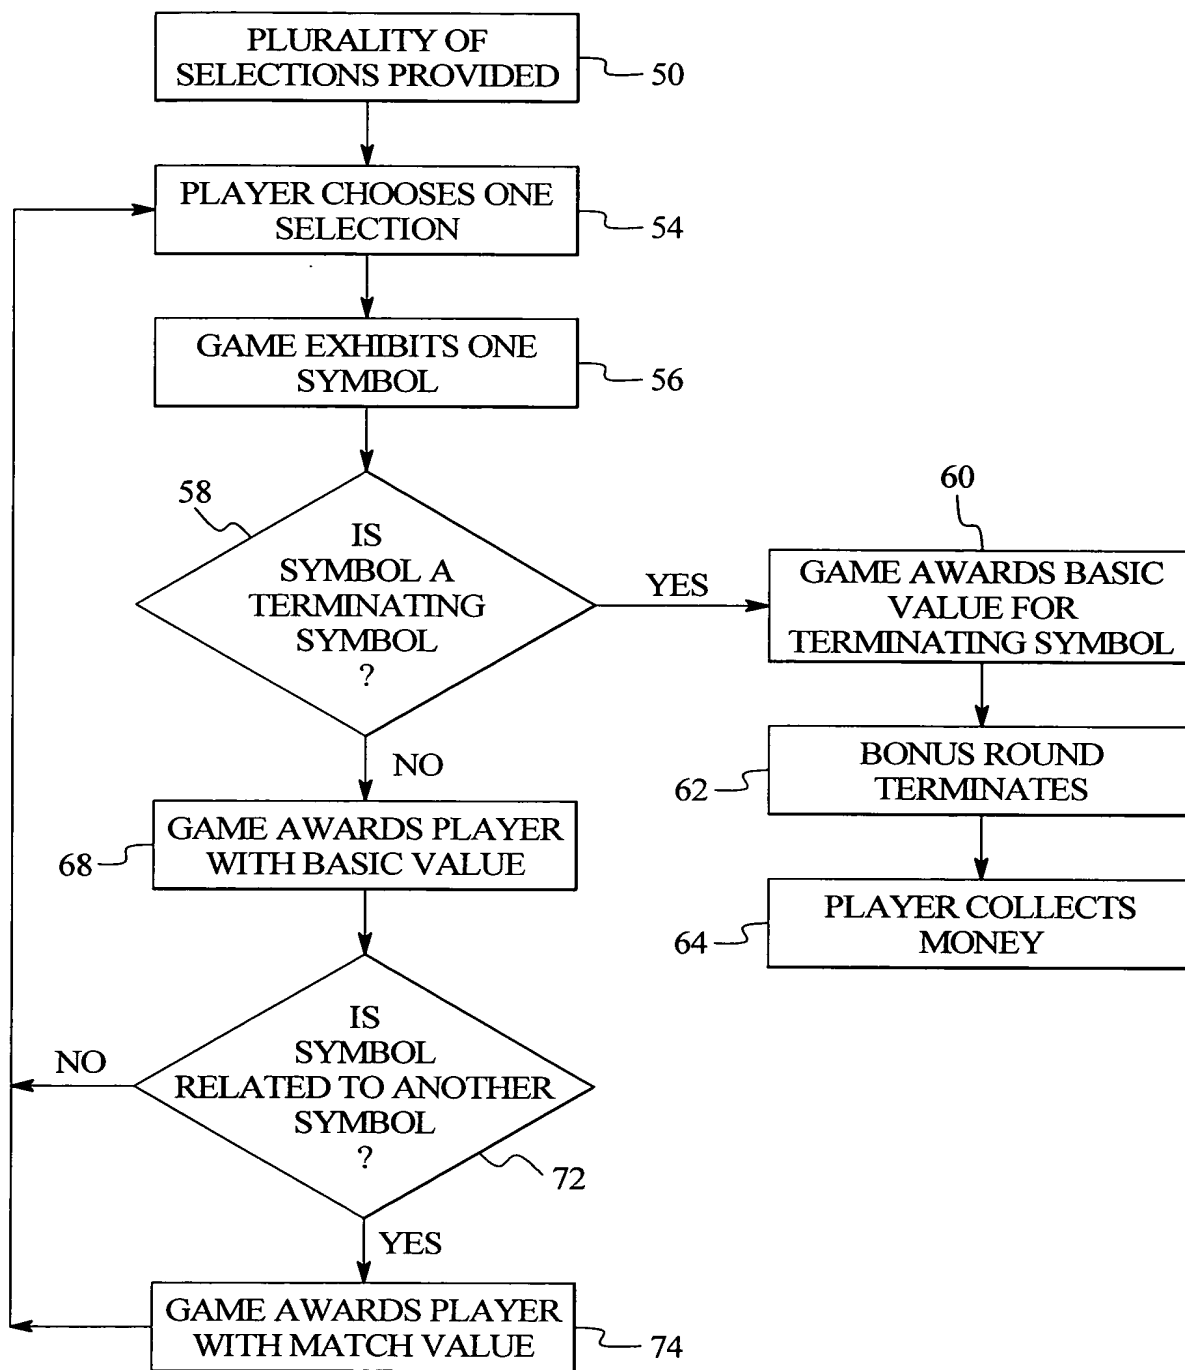 PLURALITY OF
SELECTIONS PROVIDED
50
PLAYER CHOOSES ONE
SELECTION
54
GAME EXHIBITS ONE
SYMBOL
56
58
IS
SYMBOL A
TERMINATING
SYMBOL
?
YES
60
GAME AWARDS BASIC
VALUE FOR
TERMINATING SYMBOL
NO
BONUS ROUND
TERMINATES
62
GAME AWARDS PLAYER
WITH BASIC VALUE
68
PLAYER COLLECTS
MONEY
64
IS
SYMBOL
RELATED TO ANOTHER
SYMBOL
?
NO
72
YES
GAME AWARDS PLAYER
WITH MATCH VALUE
74